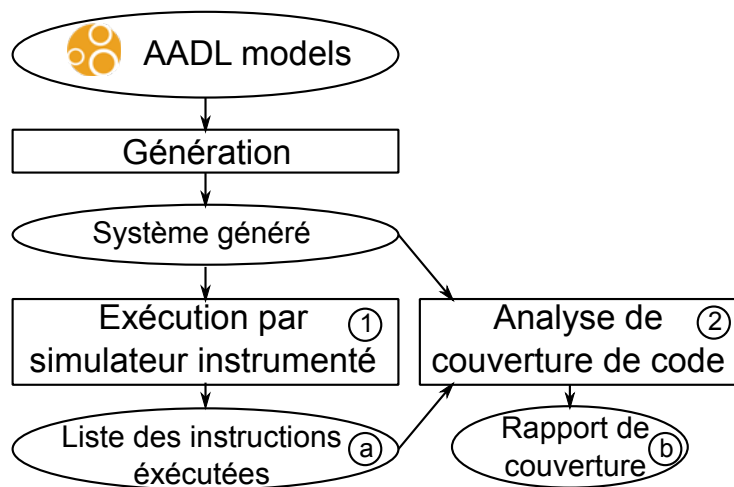 AADL models
Génération
Système généré
Exécution par
simulateur instrumenté
1
Analyse de
couverture de code
2
Liste des instructions
éxécutées
a
Rapport de
couverture
b